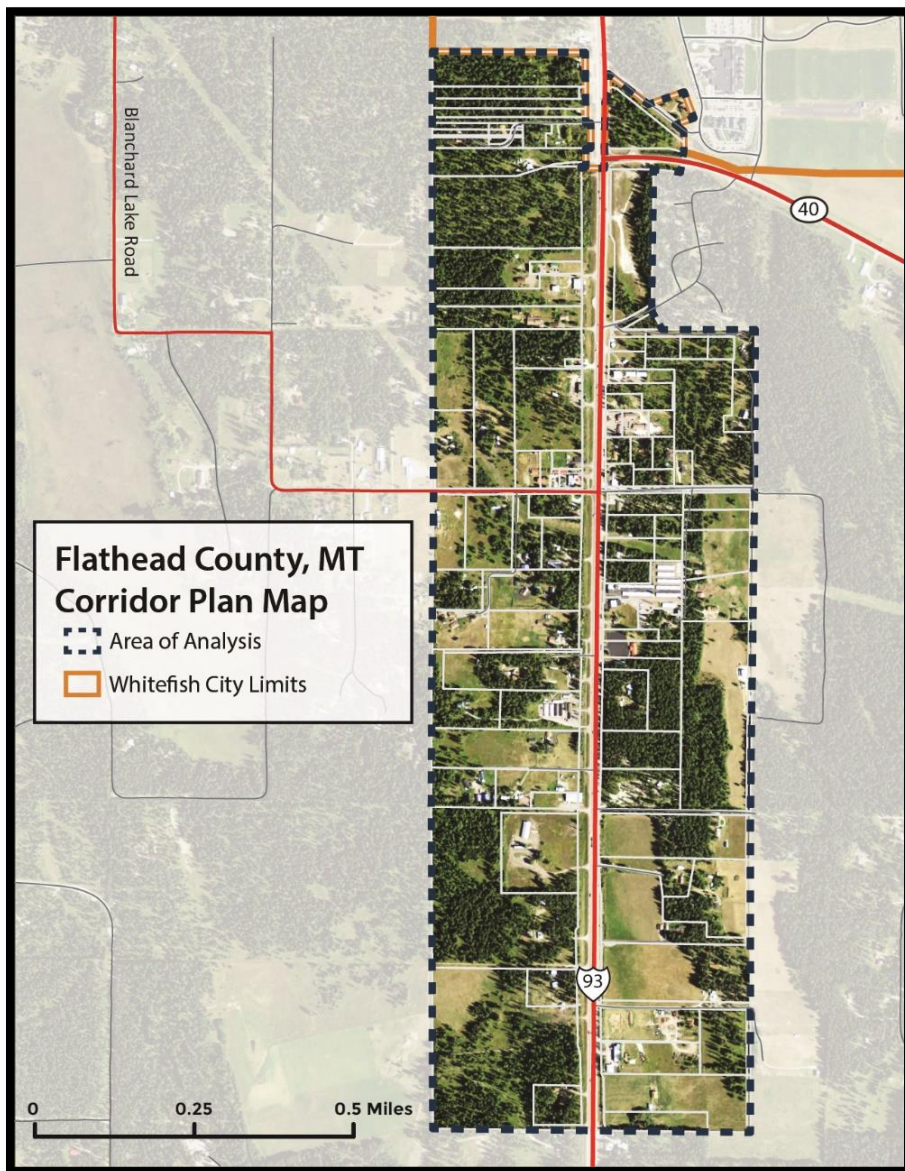 Blanchard Lake Road
40
Flathead County, MT
Corridor Plan Map
Area of Analysis
Whitefish City Limits
93
0 0.25 0.5 Miles